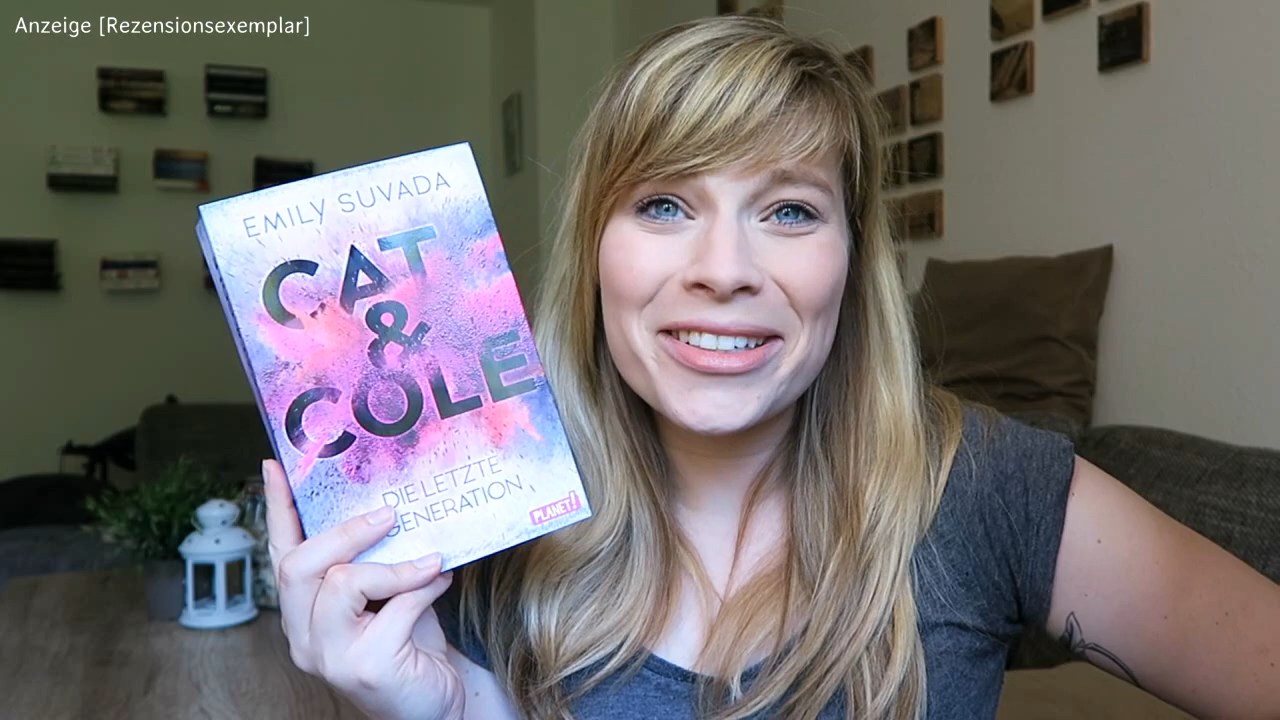 Anzeige [Rezensionsexemplar]
EMILY SUVADA
CAT
&
COLE
DIE LETZTE
GENERATION
PLANET!